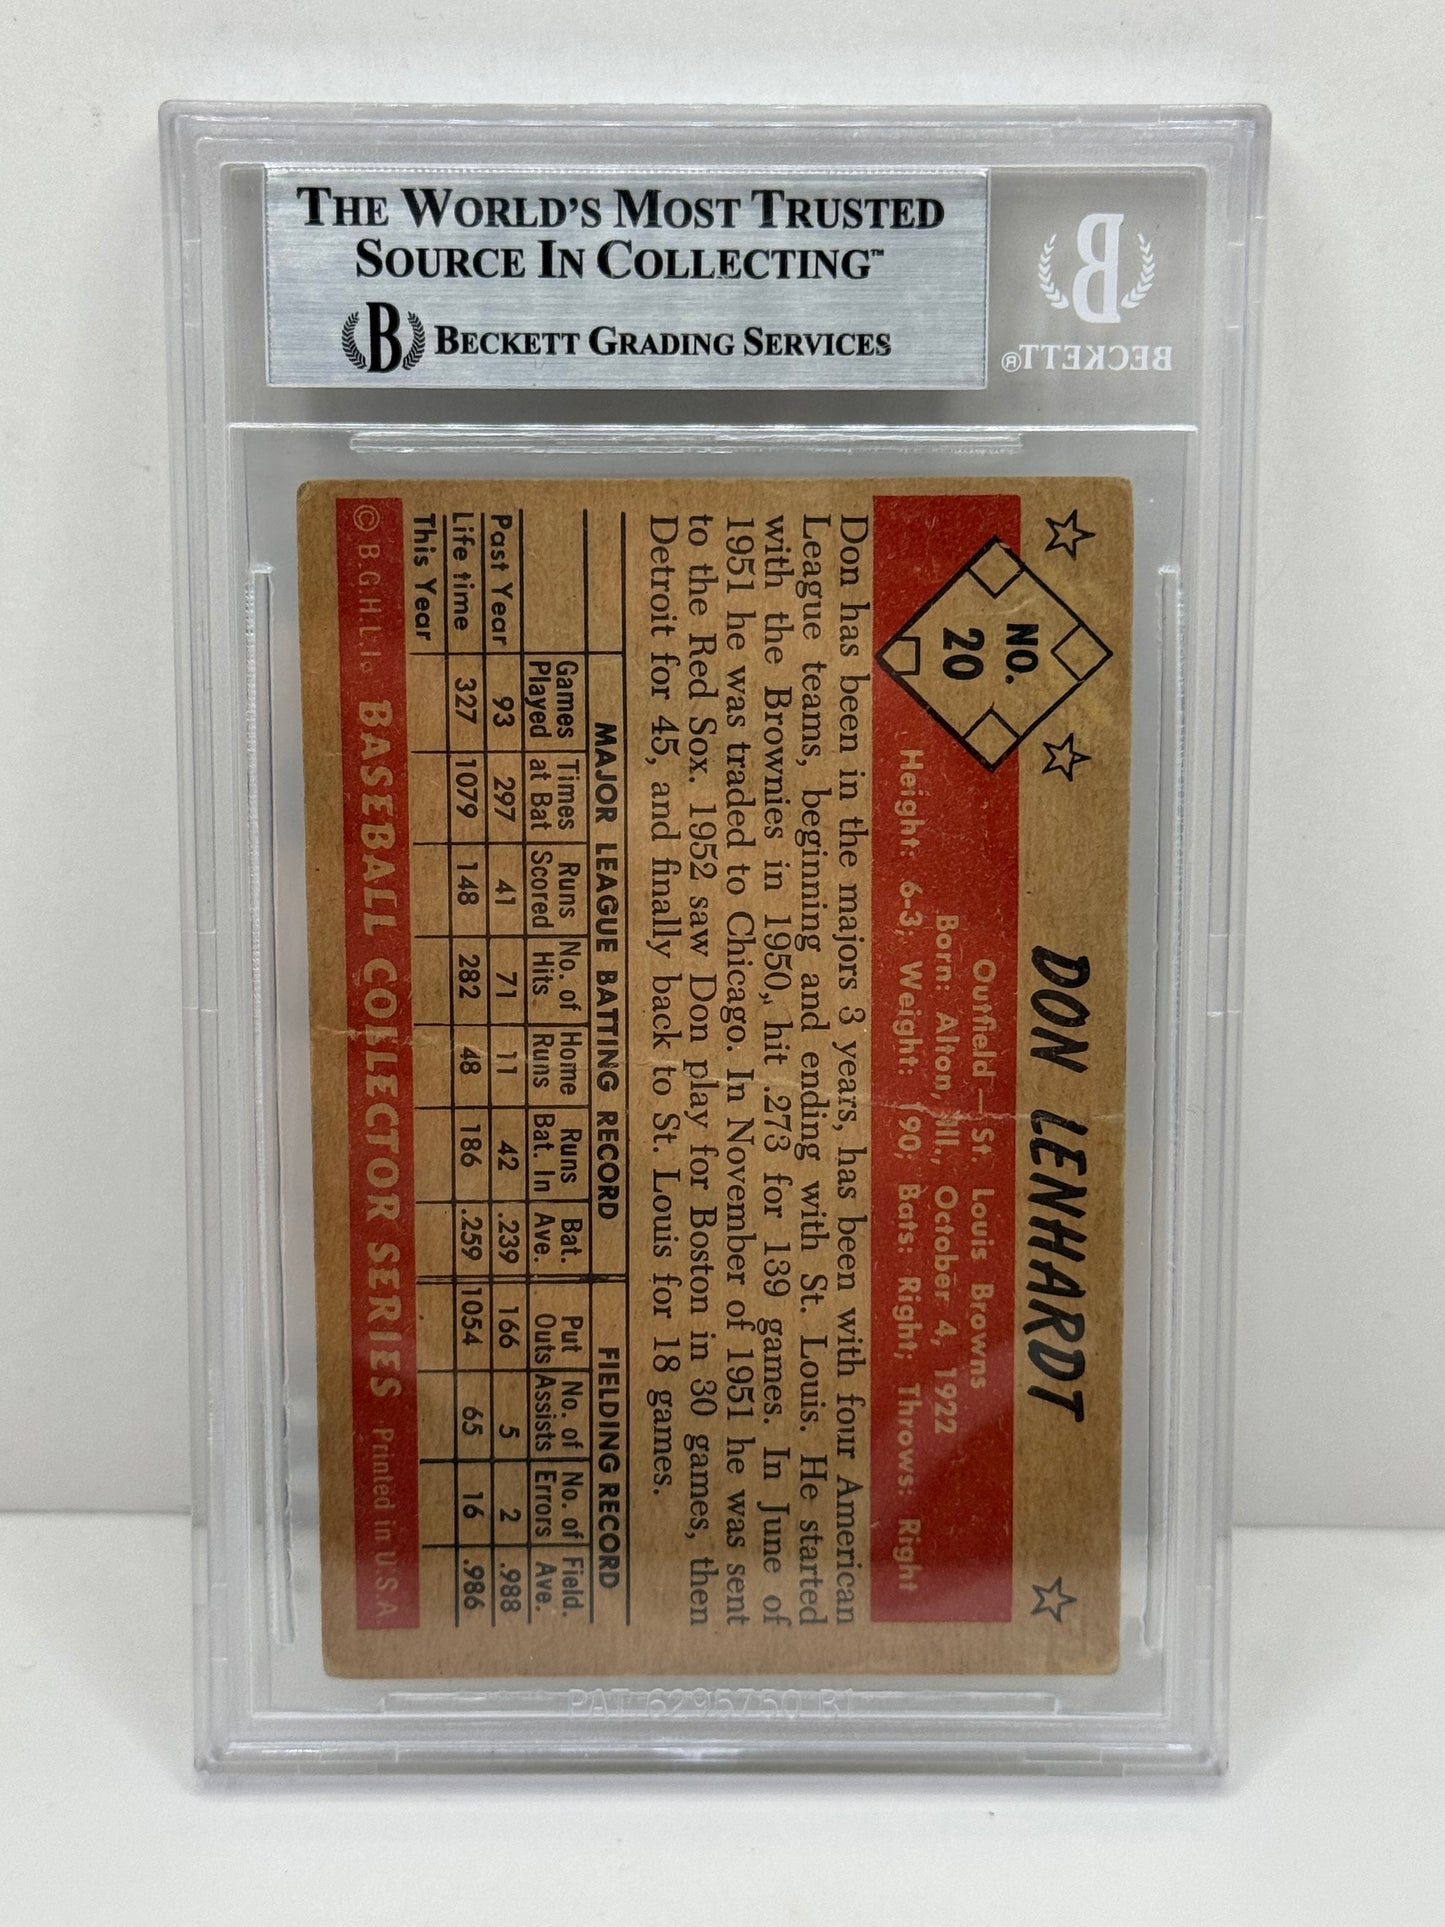 THE WORLD'S MOST TRUSTED
SOURCE IN COLLECTING™
B BECKETT GRADING SERVICES
B
BECKETT®
NO.
20
DON LENHARDT
Outfield — St. Louis Browns
Born: Alton, Ill., October 4, 1922
Height: 6-3; Weight: 190; Bats: Right; Throws: Right
Don has been in the majors 3 years, has been with four American
League teams, beginning and ending with St. Louis. He started
with the Brownies in 1950, hit .273 for 139 games. In June of
1951 he was traded to Chicago. In November of 1951 he was sent
to the Red Sox. 1952 saw Don play for Boston in 30 games, then
Detroit for 45, and finally back to St. Louis for 18 games.
MAJOR LEAGUE BATTING RECORD FIELDING RECORD
Games Times Runs No. of Home Runs Bat. Put No. of No. of Field.
Played at Bat Scored Hits Runs Bat. In Ave. Outs Assists Errors Ave.
Past Year 93 297 41 71 11 42 .239 166 5 2 .988
Life time 327 1079 148 282 48 186 .259 1054 65 16 .986
This Year
© B.G.H.L.I. BASEBALL COLLECTOR SERIES Printed in U.S.A.
PAT 6295750 B1